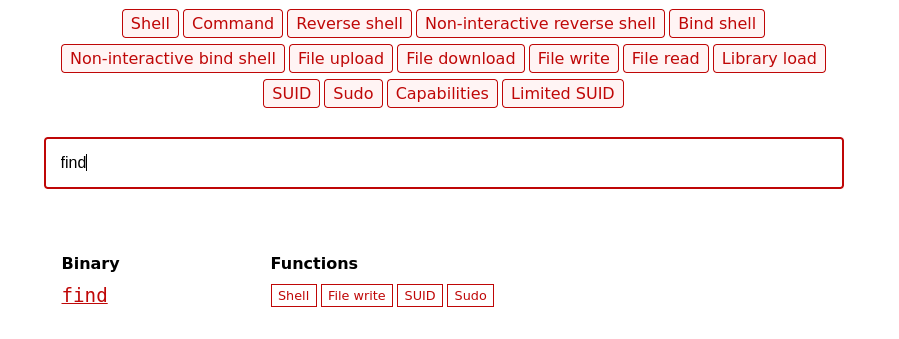 Shell Command Reverse shell Non-interactive reverse shell Bind shell
Non-interactive bind shell File upload File download File write File read Library load
SUID Sudo Capabilities Limited SUID
find
Binary Functions
find Shell File write SUID Sudo